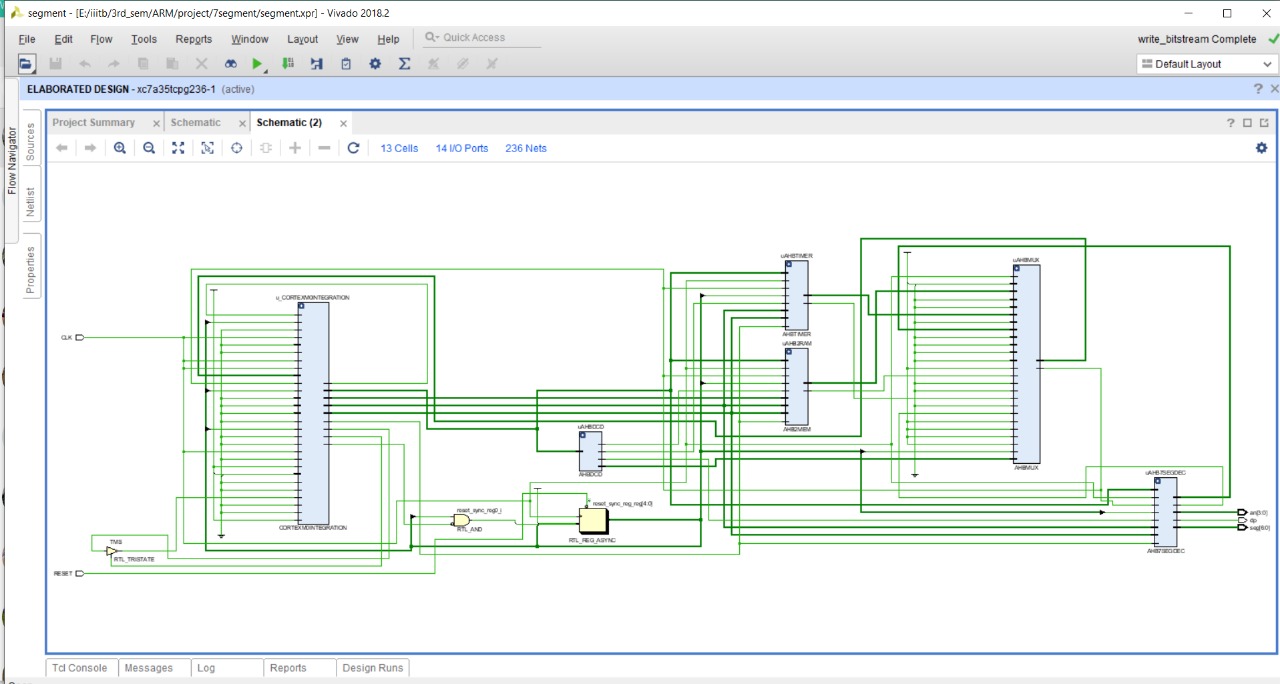 segment - [E:/iiitb/3rd_sem/ARM/project/7segment/segment.xpr] - Vivado 2018.2
File Edit Flow Tools Reports Window Layout View Help Quick Access
write_bitstream Complete
Default Layout
ELABORATED DESIGN - xc7a35tcpg236-1 (active)
Project Summary Schematic Schematic (2)
13 Cells 14 I/O Ports 236 Nets
Flow Navigator
Sources
Netlist
Properties
u_CORTEXM0INTEGRATION
CLK
CORTEXM0INTEGRATION
TMS
RTL_TRISTATE
RESET
reset_sync_reg0_i
RTL_AND
reset_sync_reg_reg[4:0]
RTL_REG_ASYNC
uAHBDCD
AHBDCD
uAHBTIMER
AHBTIMER
uAHB2RAM
AHB2MEM
uAHBMUX
AHBMUX
uAHB7SEGDEC
AHB7SEGDEC
an[3:0]
dp
seg[6:0]
Tcl Console Messages Log Reports Design Runs